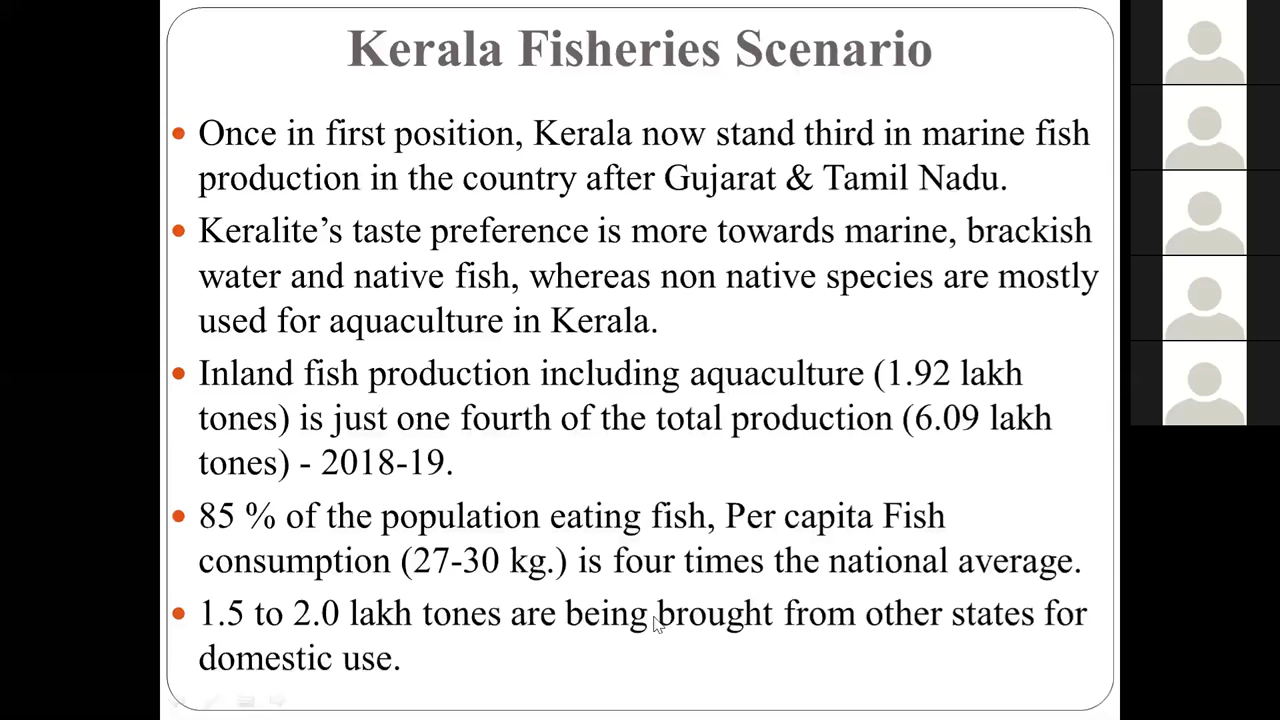 Kerala Fisheries Scenario
• Once in first position, Kerala now stand third in marine fish
production in the country after Gujarat & Tamil Nadu.
• Keralite’s taste preference is more towards marine, brackish
water and native fish, whereas non native species are mostly
used for aquaculture in Kerala.
• Inland fish production including aquaculture (1.92 lakh
tones) is just one fourth of the total production (6.09 lakh
tones) - 2018-19.
• 85 % of the population eating fish, Per capita Fish
consumption (27-30 kg.) is four times the national average.
• 1.5 to 2.0 lakh tones are being brought from other states for
domestic use.